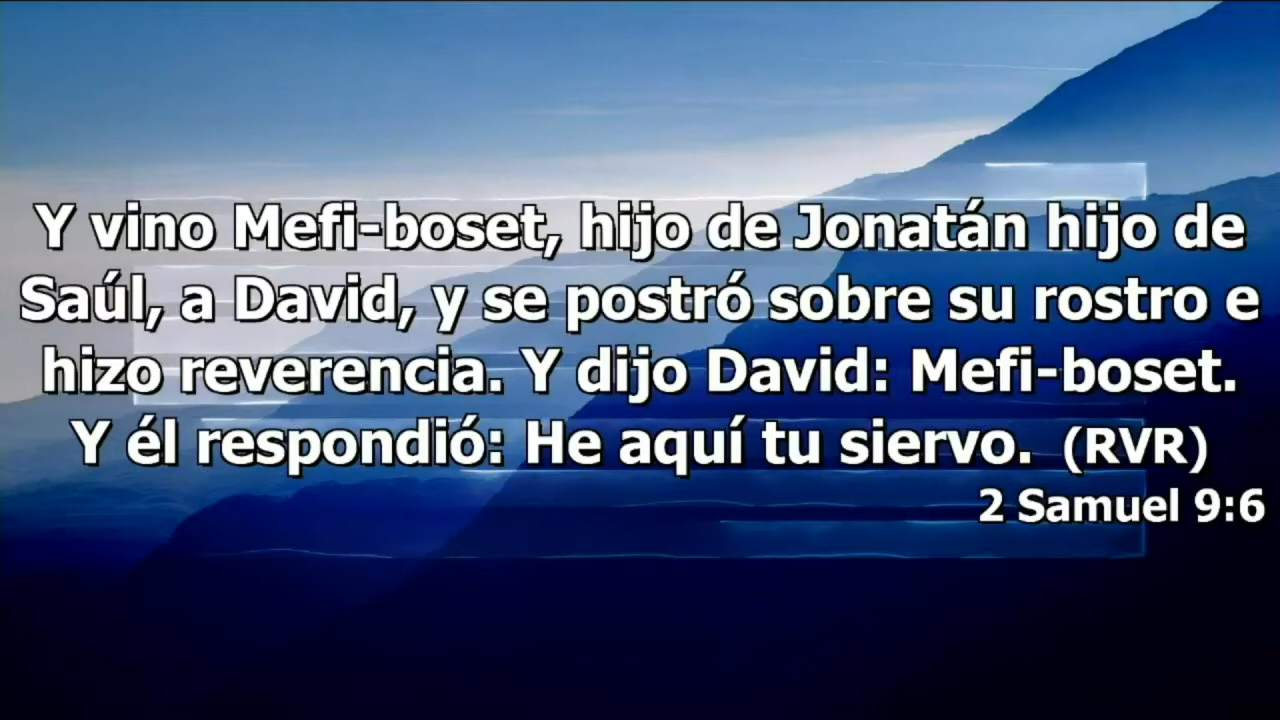 Y vino Mefi-boset, hijo de Jonatán hijo de
Saúl, a David, y se postró sobre su rostro e
hizo reverencia. Y dijo David: Mefi-boset.
Y él respondió: He aquí tu siervo. (RVR)
2 Samuel 9:6